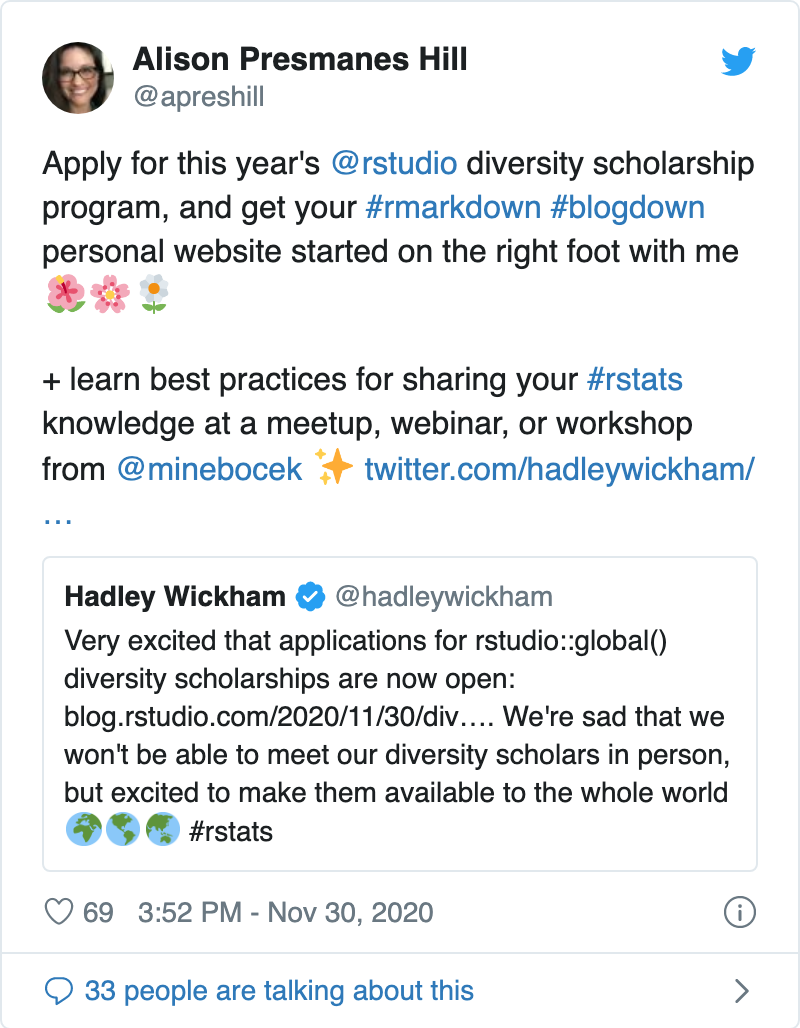 Alison Presmanes Hill
@apreshill
Apply for this year's @rstudio diversity scholarship
program, and get your #rmarkdown #blogdown
personal website started on the right foot with me
🌺🌸🌼
+ learn best practices for sharing your #rstats
knowledge at a meetup, webinar, or workshop
from @minebocek ✨ twitter.com/hadleywickham/
…
Hadley Wickham @hadleywickham
Very excited that applications for rstudio::global()
diversity scholarships are now open:
blog.rstudio.com/2020/11/30/div…. We're sad that we
won't be able to meet our diversity scholars in person,
but excited to make them available to the whole world
🌍🌎🌏 #rstats
69 3:52 PM - Nov 30, 2020
33 people are talking about this